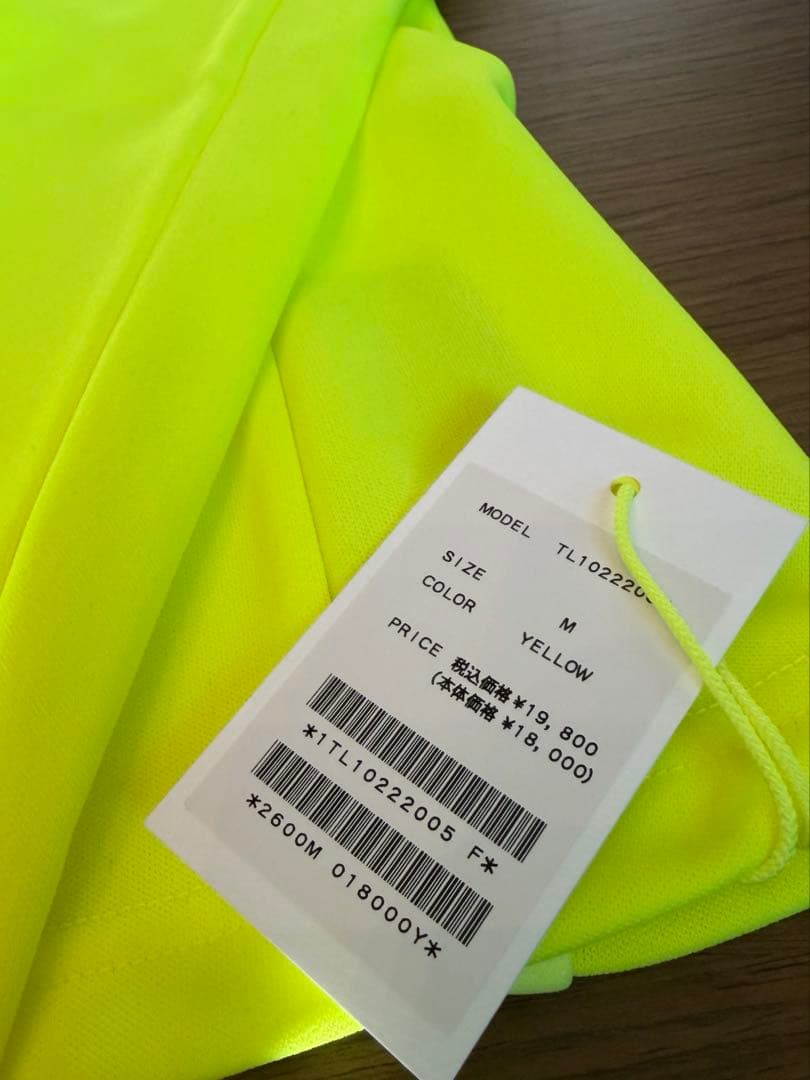 MODEL TL1022200
SIZE M
COLOR YELLOW
PRICE 税込価格 ¥19,800
(本体価格 ¥18,000)
*1TL10222005 F*
*2600M 018000Y*